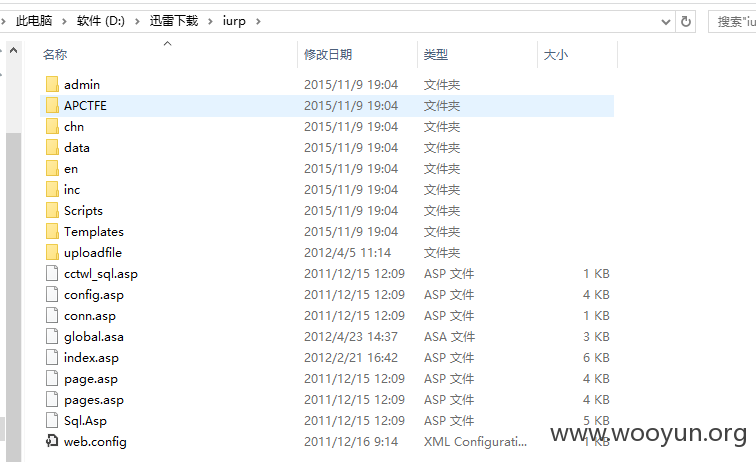 此电脑 > 软件 (D:) > 迅雷下载 > iurp > 搜索"iu
名称 修改日期 类型 大小
admin 2015/11/9 19:04 文件夹
APCTFE 2015/11/9 19:04 文件夹
chn 2015/11/9 19:04 文件夹
data 2015/11/9 19:04 文件夹
en 2015/11/9 19:04 文件夹
inc 2015/11/9 19:04 文件夹
Scripts 2015/11/9 19:04 文件夹
Templates 2015/11/9 19:04 文件夹
uploadfile 2012/4/5 11:14 文件夹
cctwl_sql.asp 2011/12/15 12:09 ASP 文件 1 KB
config.asp 2011/12/15 12:09 ASP 文件 4 KB
conn.asp 2011/12/15 12:09 ASP 文件 1 KB
global.asa 2012/4/23 14:37 ASA 文件 3 KB
index.asp 2012/2/21 16:42 ASP 文件 6 KB
page.asp 2011/12/15 12:09 ASP 文件 4 KB
pages.asp 2011/12/15 12:09 ASP 文件 4 KB
Sql.Asp 2011/12/15 12:09 ASP 文件 5 KB
web.config 2011/12/16 9:14 XML Configurati... 1 KB
www.wooyun.org